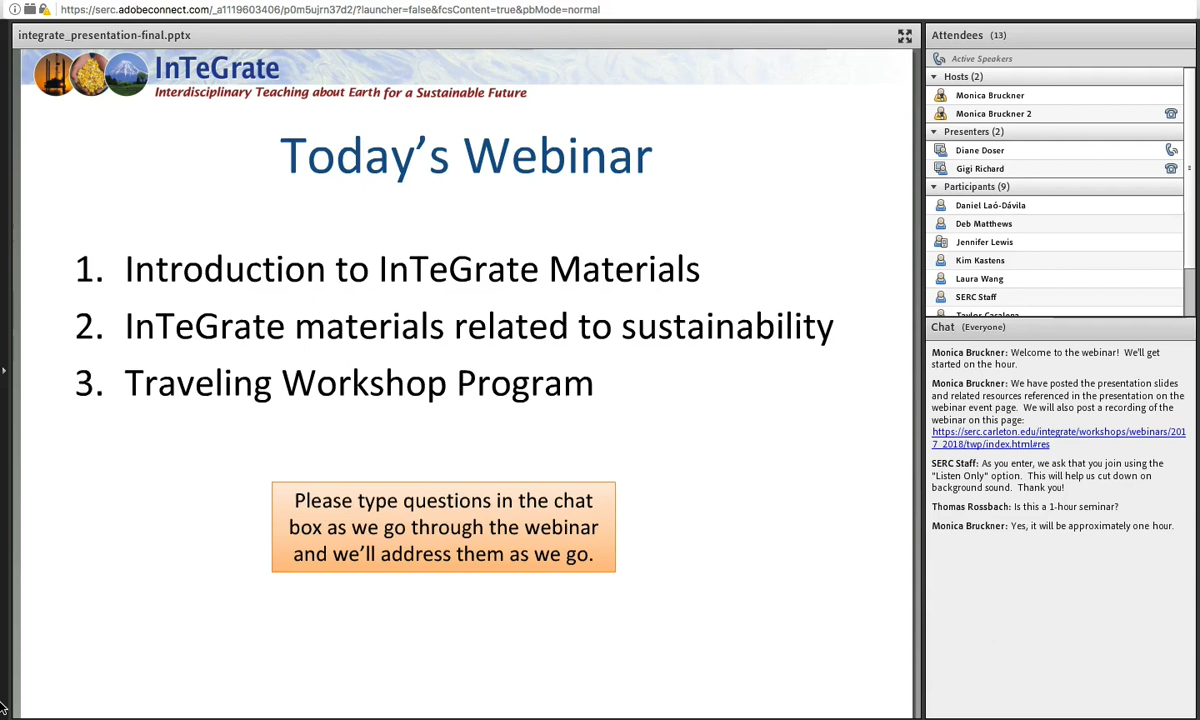 https://serc.adobeconnect.com/_a1119603406/p0m5ujrn37d2/?launcher=false&fcsContent=true&pbMode=normal
integrate_presentation-final.pptx
InTeGrate
Interdisciplinary Teaching about Earth for a Sustainable Future
Today's Webinar
1. Introduction to InTeGrate Materials
2. InTeGrate materials related to sustainability
3. Traveling Workshop Program
Please type questions in the chat
box as we go through the webinar
and we'll address them as we go.
Attendees (13)
Active Speakers
Hosts (2)
Monica Bruckner
Monica Bruckner 2
Presenters (2)
Diane Doser
Gigi Richard
Participants (9)
Daniel Laó-Dávila
Deb Matthews
Jennifer Lewis
Kim Kastens
Laura Wang
SERC Staff
Chat (Everyone)
Monica Bruckner: Welcome to the webinar! We'll get
started on the hour.
Monica Bruckner: We have posted the presentation slides
and related resources referenced in the presentation on the
webinar event page. We will also post a recording of the
webinar on this page:
https://serc.carleton.edu/integrate/workshops/webinars/201
7_2018/twp/index.html#res
SERC Staff: As you enter, we ask that you join using the
"Listen Only" option. This will help us cut down on
background sound. Thank you!
Thomas Rossbach: Is this a 1-hour seminar?
Monica Bruckner: Yes, it will be approximately one hour.